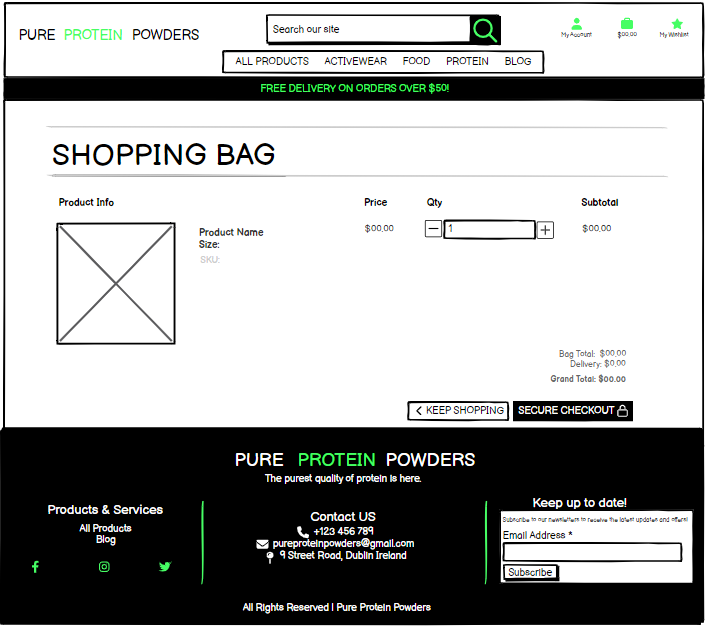 PURE PROTEIN POWDERS
Search our site
My Account
$00.00
My Wishlist
ALL PRODUCTS ACTIVEWEAR FOOD PROTEIN BLOG
FREE DELIVERY ON ORDERS OVER $50!
SHOPPING BAG
Product Info Price Qty Subtotal
Product Name
Size:
SKU:
$00.00
1
$00.00
Bag Total: $00.00
Delivery: $0.00
Grand Total: $00.00
KEEP SHOPPING
SECURE CHECKOUT
PURE PROTEIN POWDERS
The purest quality of protein is here.
Products & Services
All Products
Blog
Contact US
+123 456 789
pureproteinpowders@gmail.com
9 Street Road, Dublin Ireland
Keep up to date!
Subscribe to our newsletters to receive the latest updates and offers!
Email Address *
Subscribe
All Rights Reserved | Pure Protein Powders